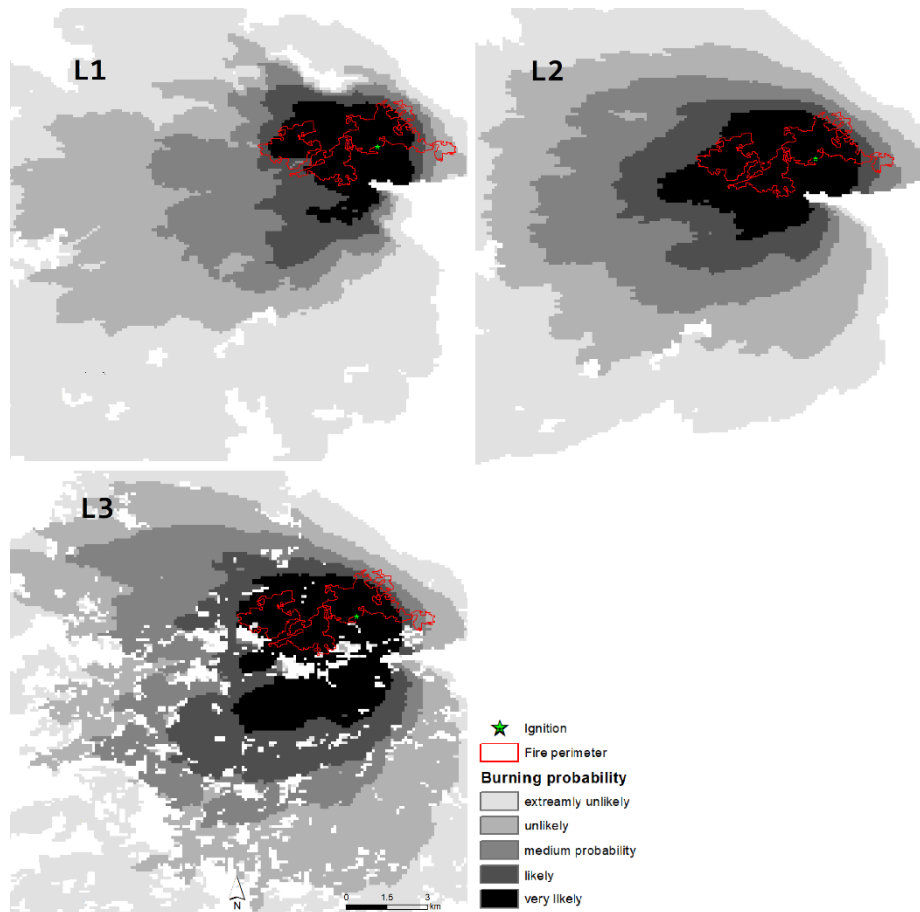 L1
L2
L3
Ignition
Fire perimeter
Burning probability
extreamly unlikely
unlikely
medium probability
likely
very likely
N
0 1.5 3
km